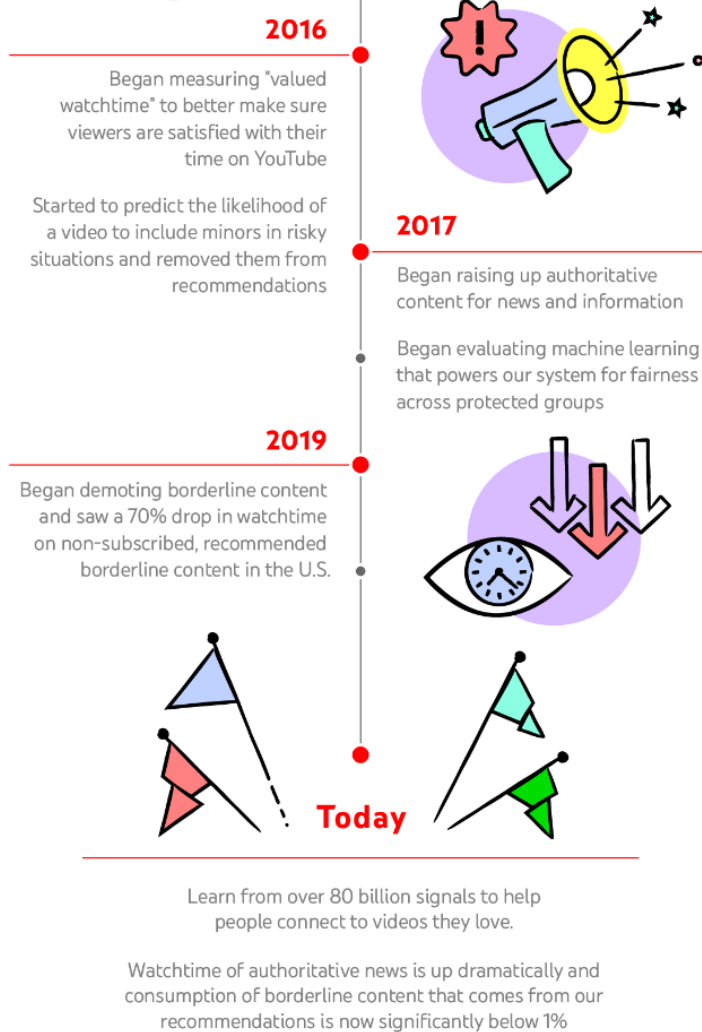 2016
Began measuring "valued
watchtime" to better make sure
viewers are satisfied with their
time on YouTube
Started to predict the likelihood of
a video to include minors in risky
situations and removed them from
recommendations
2017
Began raising up authoritative
content for news and information
Began evaluating machine learning
that powers our system for fairness
across protected groups
2019
Began demoting borderline content
and saw a 70% drop in watchtime
on non-subscribed, recommended
borderline content in the U.S.
Today
Learn from over 80 billion signals to help
people connect to videos they love.
Watchtime of authoritative news is up dramatically and
consumption of borderline content that comes from our
recommendations is now significantly below 1%